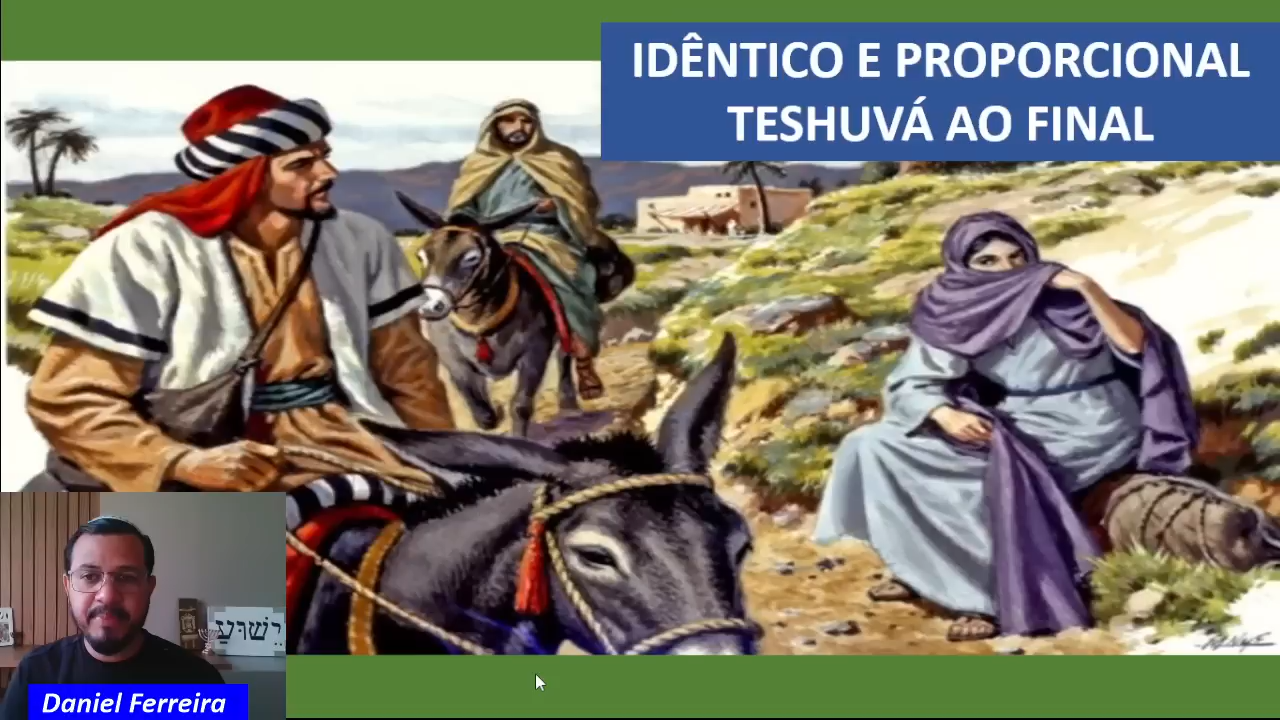 IDÊNTICO E PROPORCIONAL
TESHUVÁ AO FINAL
יֵשׁוּעַ
Daniel Ferreira